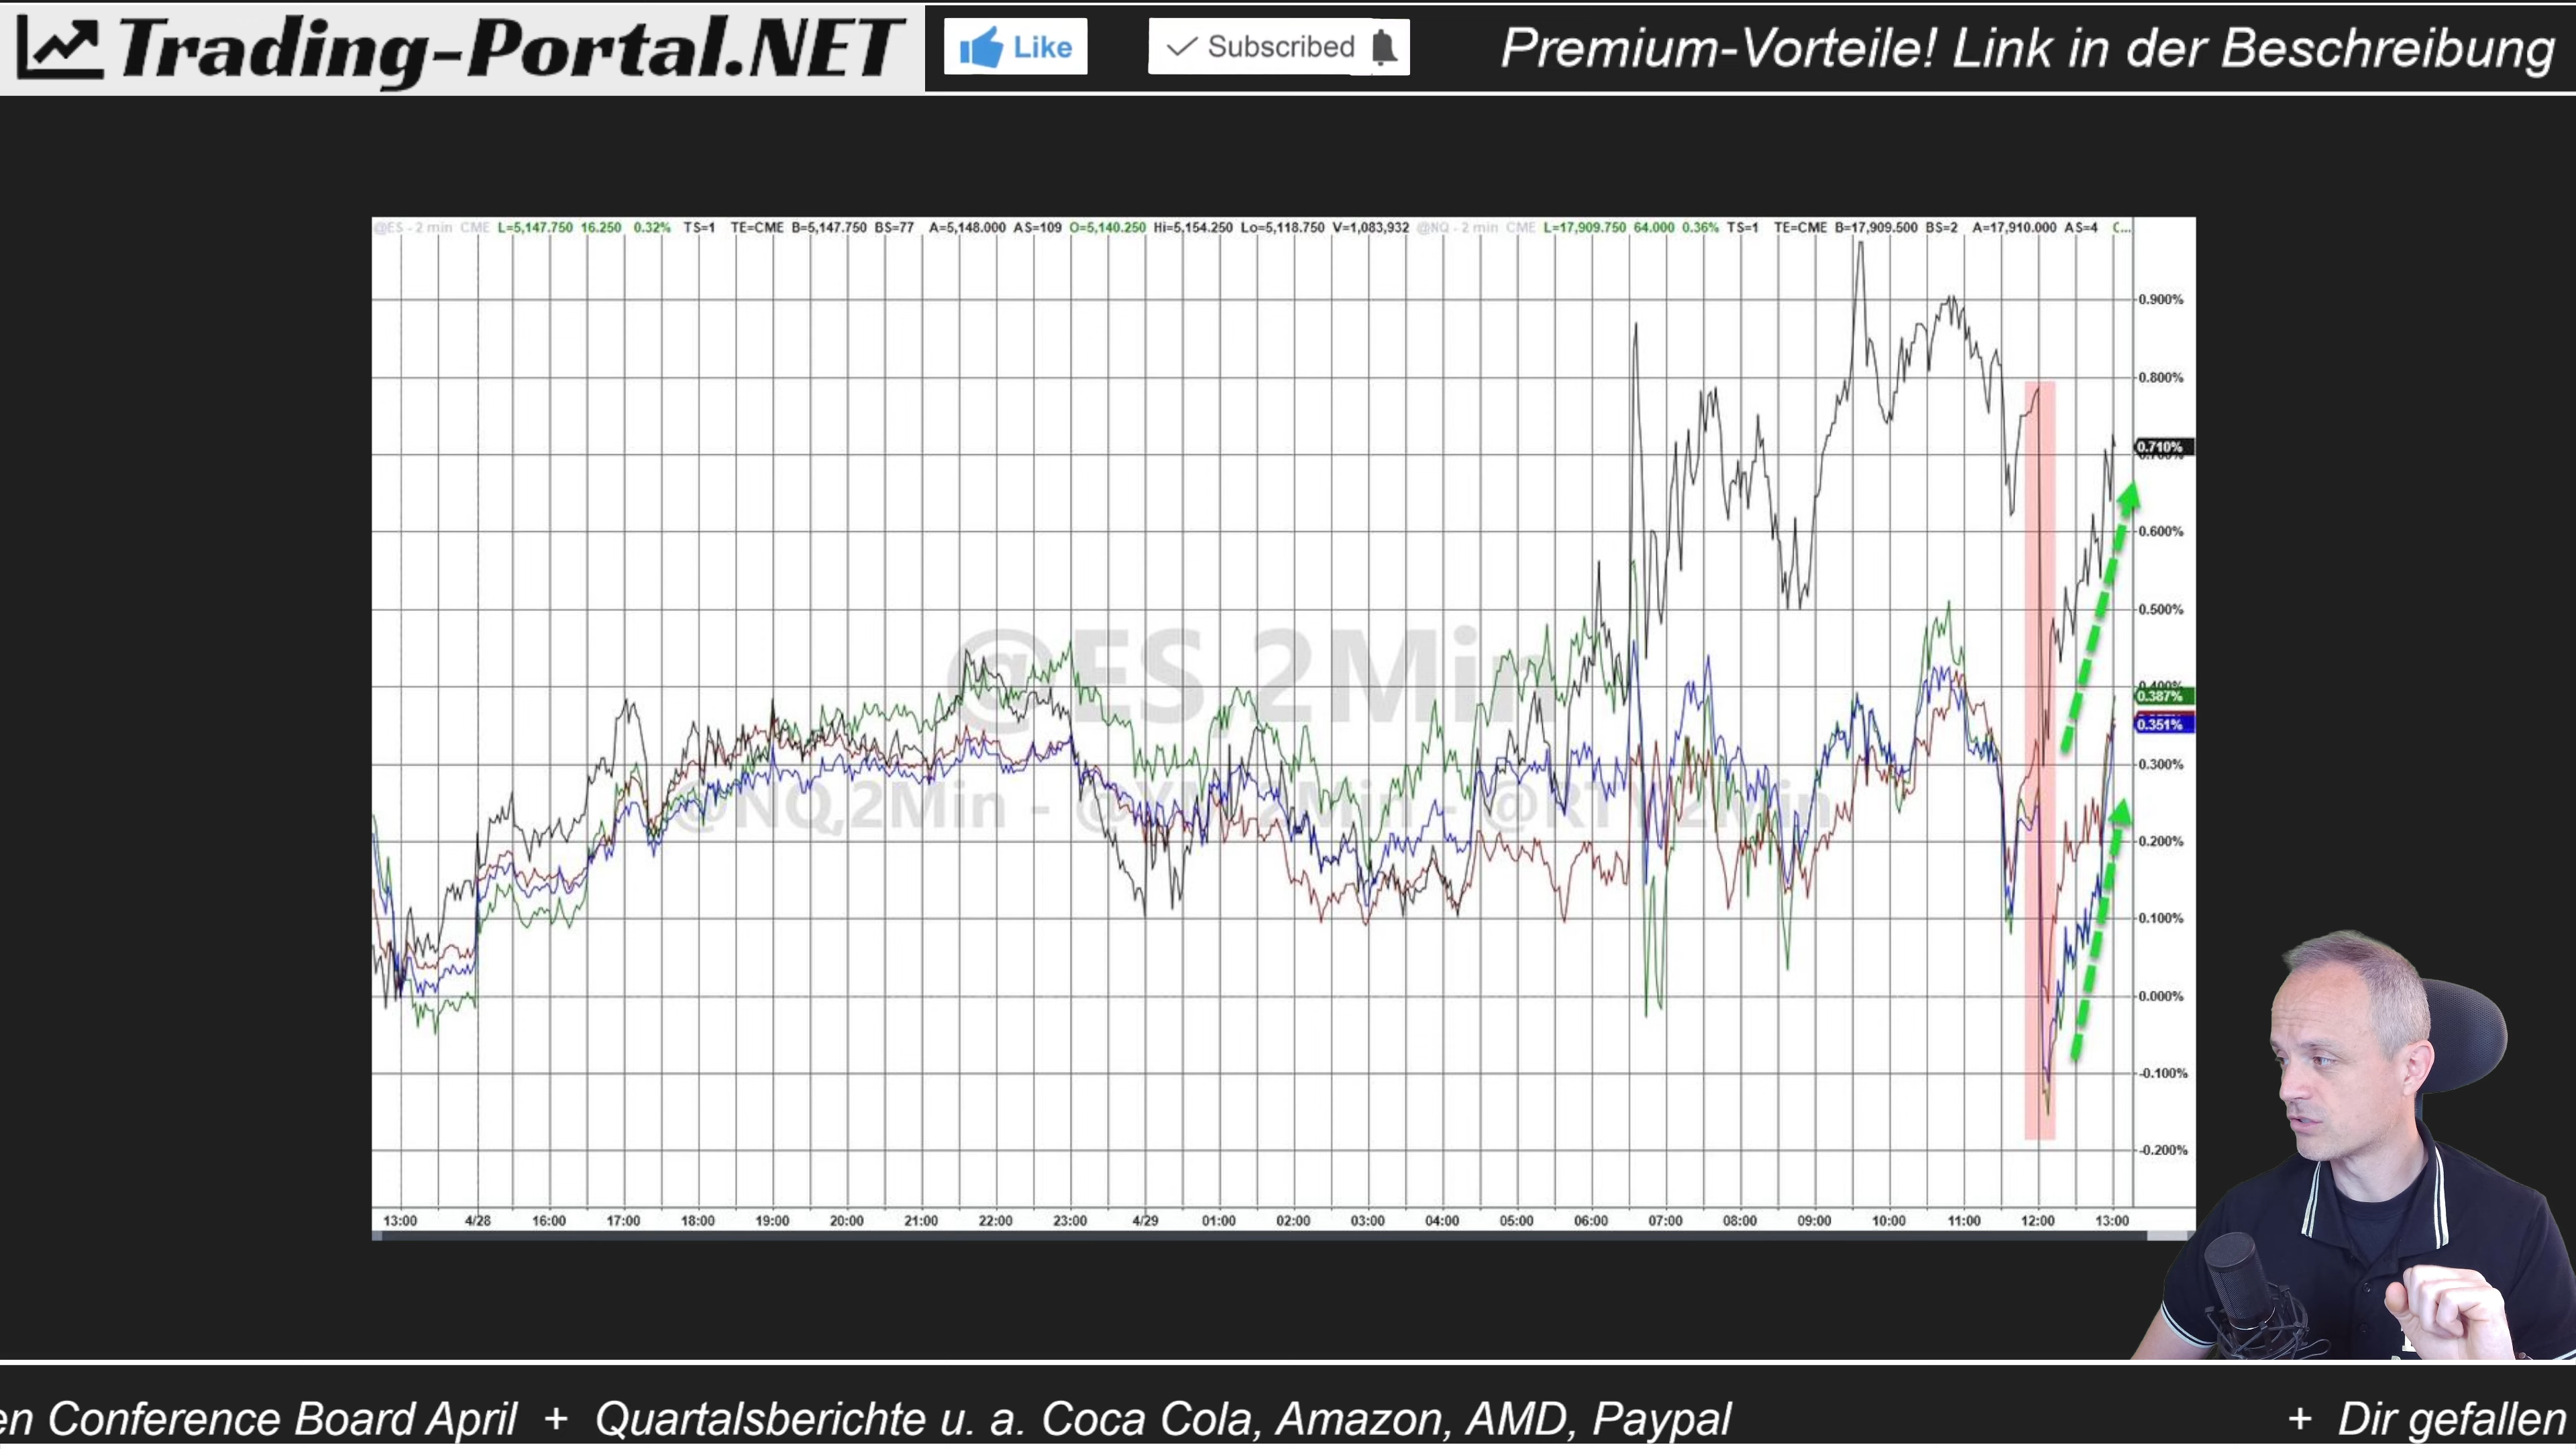 Trading-Portal.NET
Like
Subscribed
Premium-Vorteile! Link in der Beschreibung
@ES - 2 min CME L=5,147.750 16.250 0.32% TS=1 TE=CME B=5,147.750 BS=77 A=5,148.000 AS=109 O=5,140.250 Hi=5,154.250 Lo=5,118.750 V=1,083,932 @NQ - 2 min CME L=17,909.750 64.000 0.36% TS=1 TE=CME B=17,909.500 BS=2 A=17,910.000 AS=4 C...
0.900%
0.800%
0.710%
0.700%
0.600%
0.500%
@ES,2Min
0.400%
0.387%
0.351%
0.300%
@NQ,2Min - @YM,2Min - @RTY,2Min
0.200%
0.100%
0.000%
-0.100%
-0.200%
13:00 4/28 16:00 17:00 18:00 19:00 20:00 21:00 22:00 23:00 4/29 01:00 02:00 03:00 04:00 05:00 06:00 07:00 08:00 09:00 10:00 11:00 12:00 13:00
en Conference Board April + Quartalsberichte u. a. Coca Cola, Amazon, AMD, Paypal + Dir gefallen